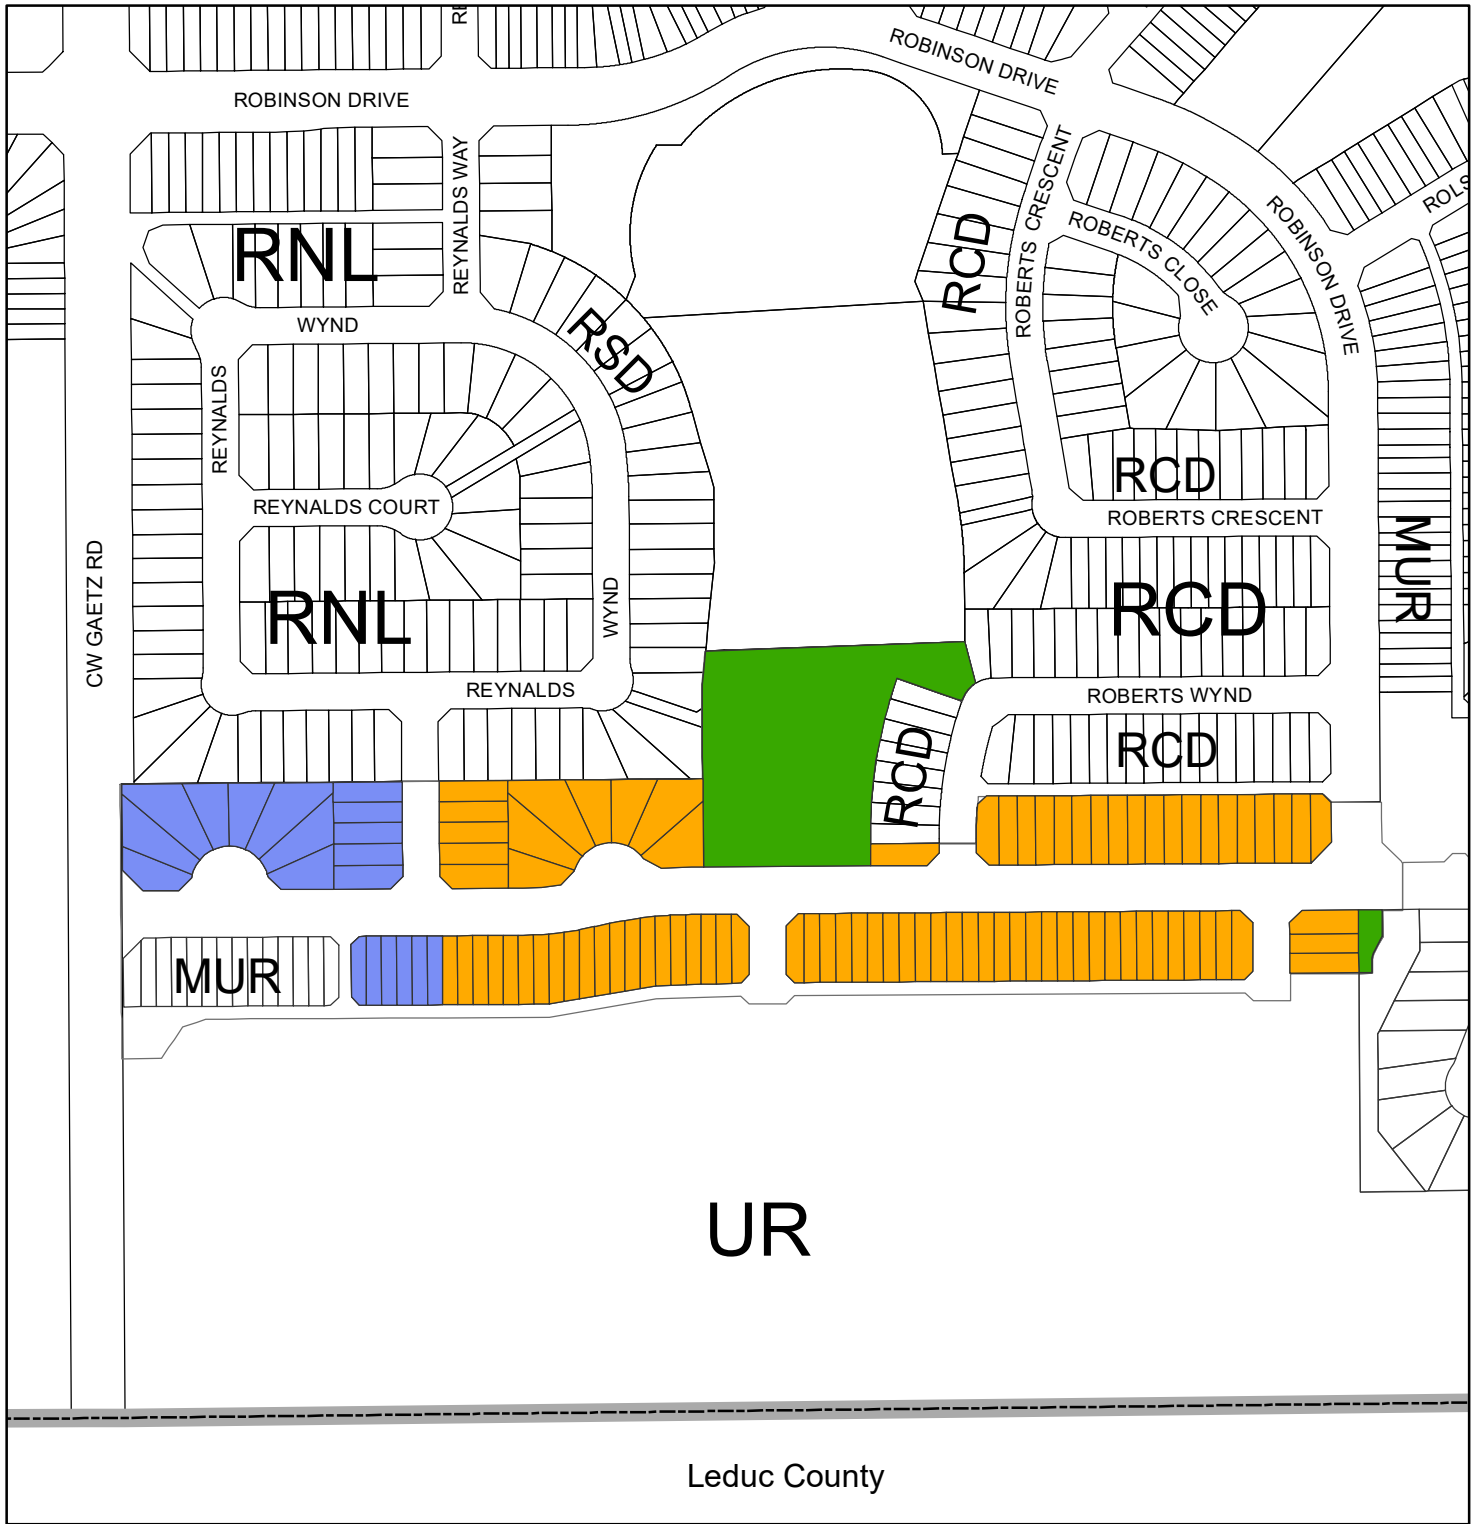 RE
ROBINSON DRIVE
ROBINSON DRIVE
REYNALDS WAY
ROBERTS CRESCENT
ROLS
RNL
RCD
ROBERTS CLOSE
ROBINSON DRIVE
WYND
RSD
REYNALDS
RCD
REYNALDS COURT
ROBERTS CRESCENT
MUR
CW GAETZ RD
RNL
WYND
RCD
REYNALDS
ROBERTS WYND
RCD
RCD
MUR
UR
Leduc County